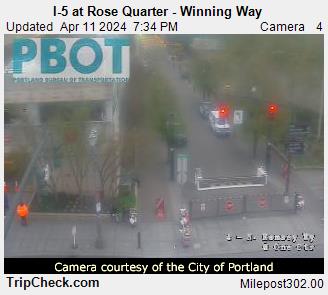 I-5 at Rose Quarter - Winning Way
Updated Apr 11 2024 7:34 PM Camera 4
PBOT
PORTLAND BUREAU OF TRANSPORTATION
Camera courtesy of the City of Portland
TripCheck.com Milepost302.00